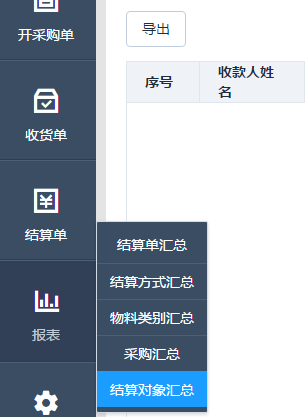 开采购单
收货单
结算单
报表
导出
序号
收款人姓
名
结算单汇总
结算方式汇总
物料类别汇总
采购汇总
结算对象汇总